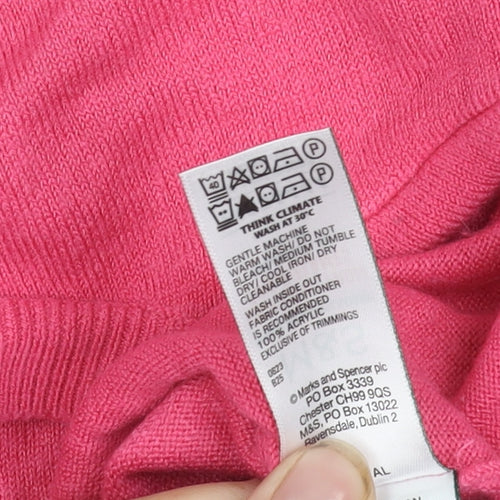 40 P
P
THINK CLIMATE
WASH AT 30°C
GENTLE MACHINE
WARM WASH/ DO NOT
BLEACH/ MEDIUM TUMBLE
DRY/ COOL IRON/ DRY
CLEANABLE
WASH INSIDE OUT
FABRIC CONDITIONER
IS RECOMMENDED
100% ACRYLIC
EXCLUSIVE OF TRIMMINGS
0823
825
© Marks and Spencer plc
PO Box 3339
Chester CH99 9QS
M&S, PO Box 13022
Ravensdale, Dublin 2